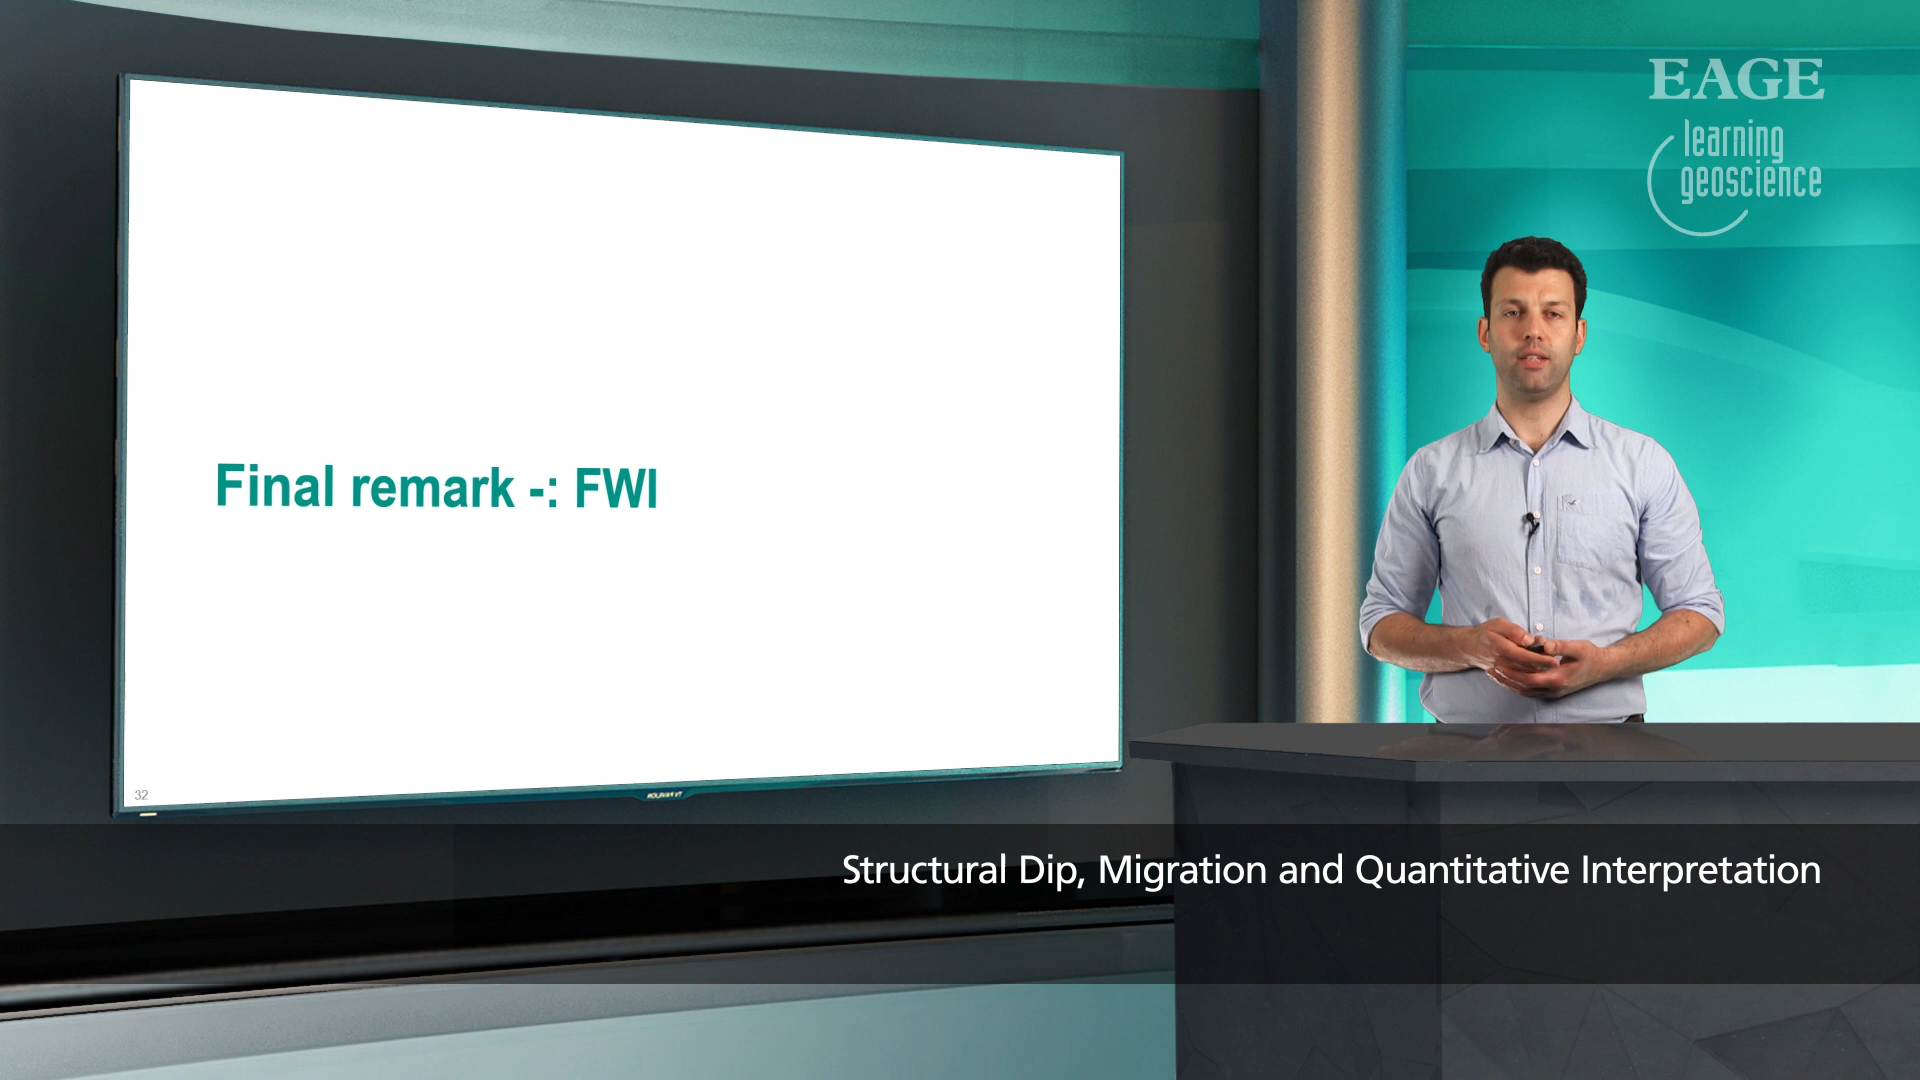 EAGE
learning
geoscience
Final remark -: FWI
32
Structural Dip, Migration and Quantitative Interpretation